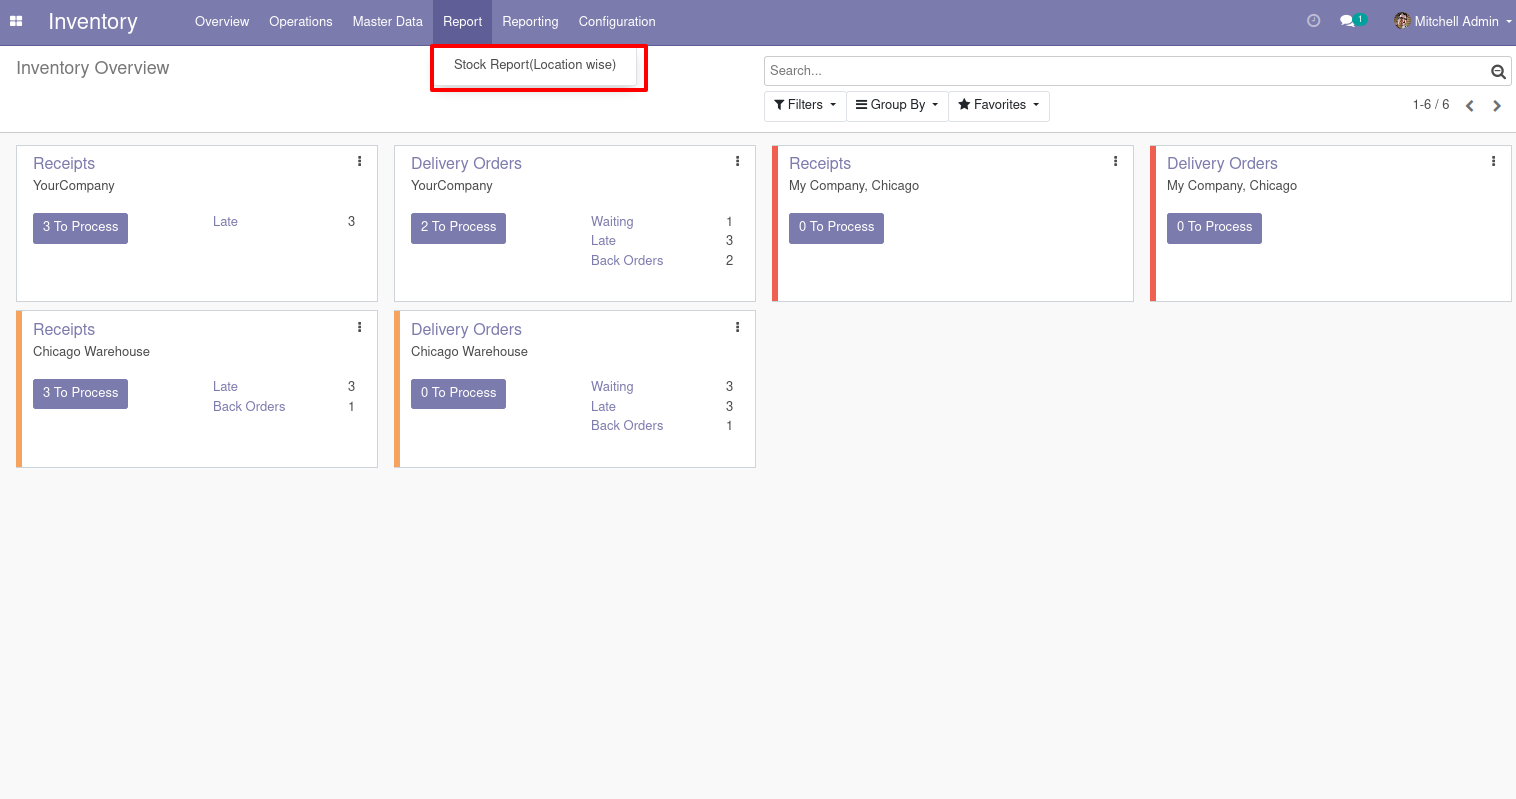 Inventory Overview Operations Master Data Report Reporting Configuration 1 Mitchell Admin
Stock Report(Location wise)
Inventory Overview
Search...
Filters Group By Favorites 1-6 / 6
Receipts
YourCompany
3 To Process
Late 3
Delivery Orders
YourCompany
2 To Process
Waiting 1
Late 3
Back Orders 2
Receipts
My Company, Chicago
0 To Process
Delivery Orders
My Company, Chicago
0 To Process
Receipts
Chicago Warehouse
3 To Process
Late 3
Back Orders 1
Delivery Orders
Chicago Warehouse
0 To Process
Waiting 3
Late 3
Back Orders 1